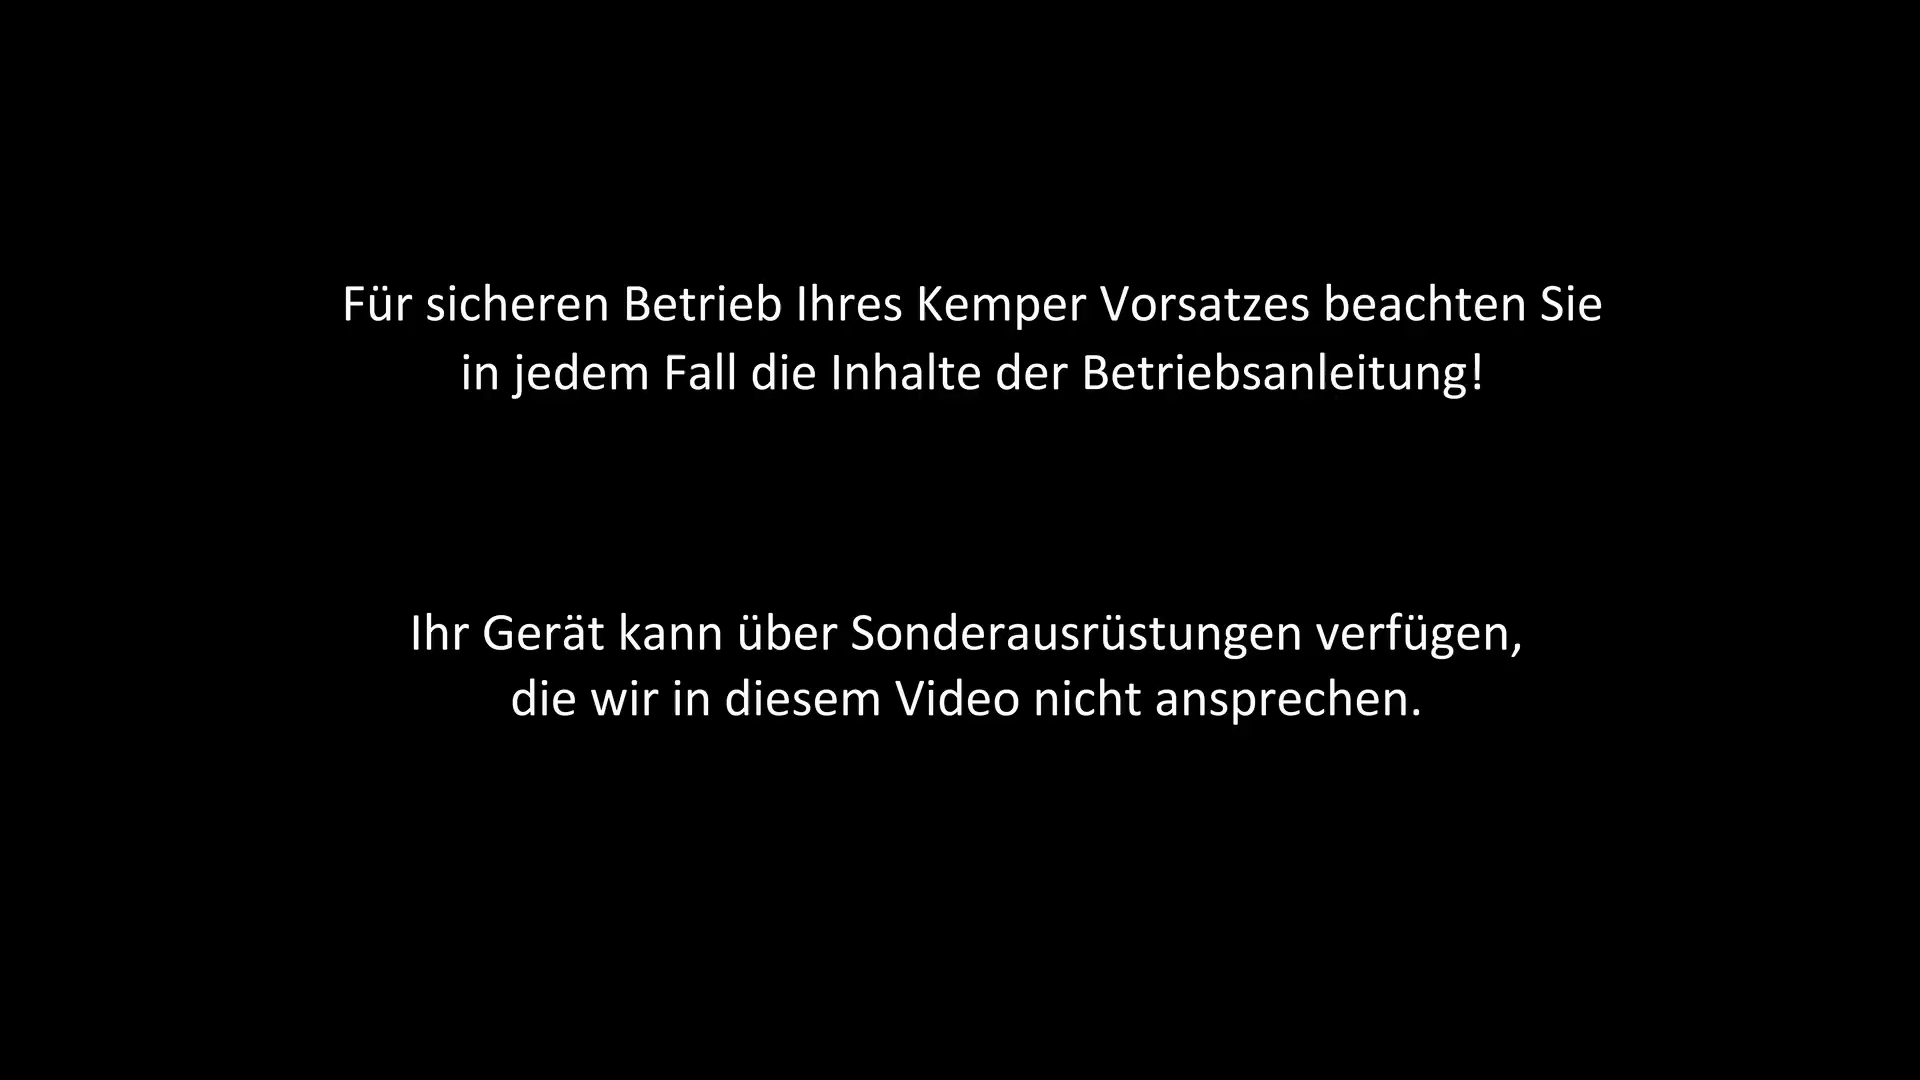 Für sicheren Betrieb Ihres Kemper Vorsatzes beachten Sie
in jedem Fall die Inhalte der Betriebsanleitung!
Ihr Gerät kann über Sonderausrüstungen verfügen,
die wir in diesem Video nicht ansprechen.